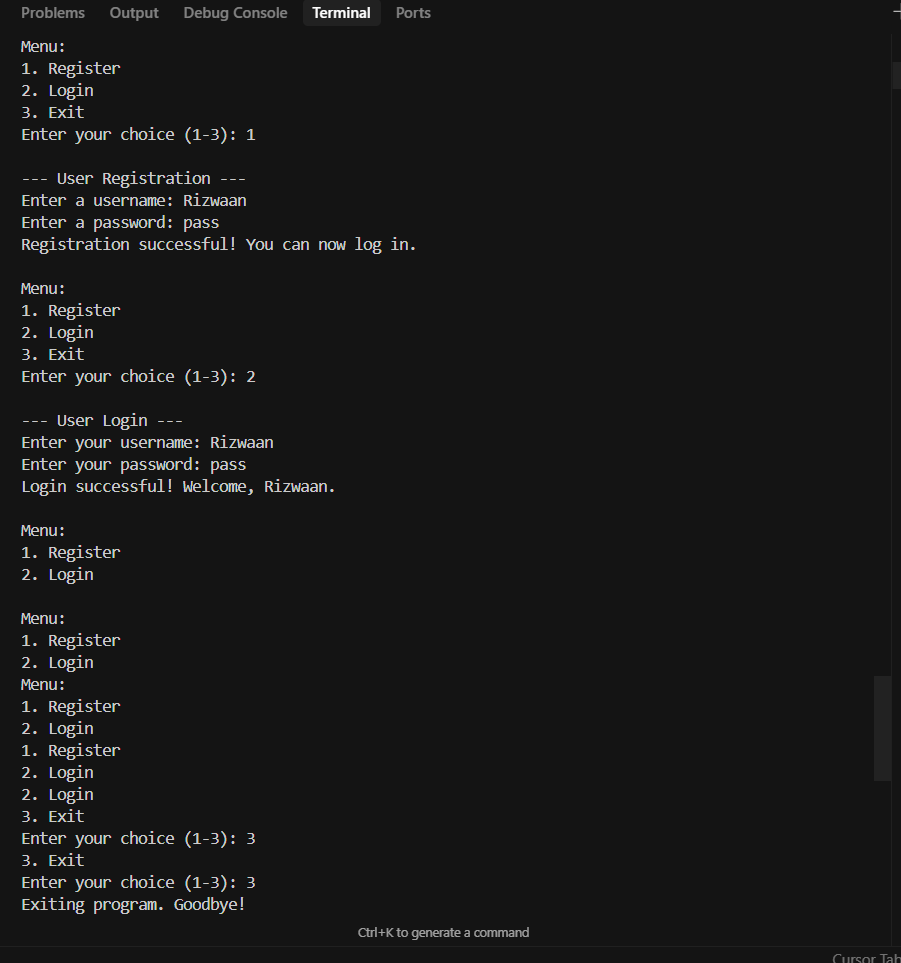 Problems Output Debug Console Terminal Ports
Menu:
1. Register
2. Login
3. Exit
Enter your choice (1-3): 1
--- User Registration ---
Enter a username: Rizwaan
Enter a password: pass
Registration successful! You can now log in.
Menu:
1. Register
2. Login
3. Exit
Enter your choice (1-3): 2
--- User Login ---
Enter your username: Rizwaan
Enter your password: pass
Login successful! Welcome, Rizwaan.
Menu:
1. Register
2. Login
Menu:
1. Register
2. Login
Menu:
1. Register
2. Login
1. Register
2. Login
2. Login
3. Exit
Enter your choice (1-3): 3
3. Exit
Enter your choice (1-3): 3
Exiting program. Goodbye!
Ctrl+K to generate a command
Cursor Tab